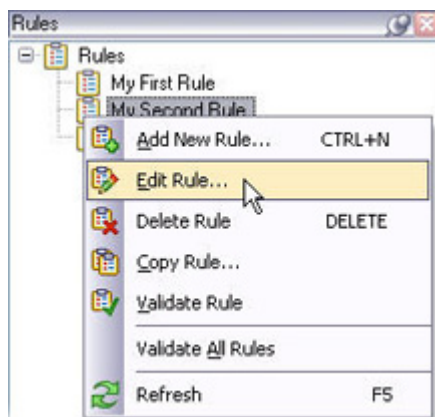 Rules
Rules
My First Rule
My Second Rule
Add New Rule... CTRL+N
Edit Rule...
Delete Rule DELETE
Copy Rule...
Validate Rule
Validate All Rules
Refresh F5